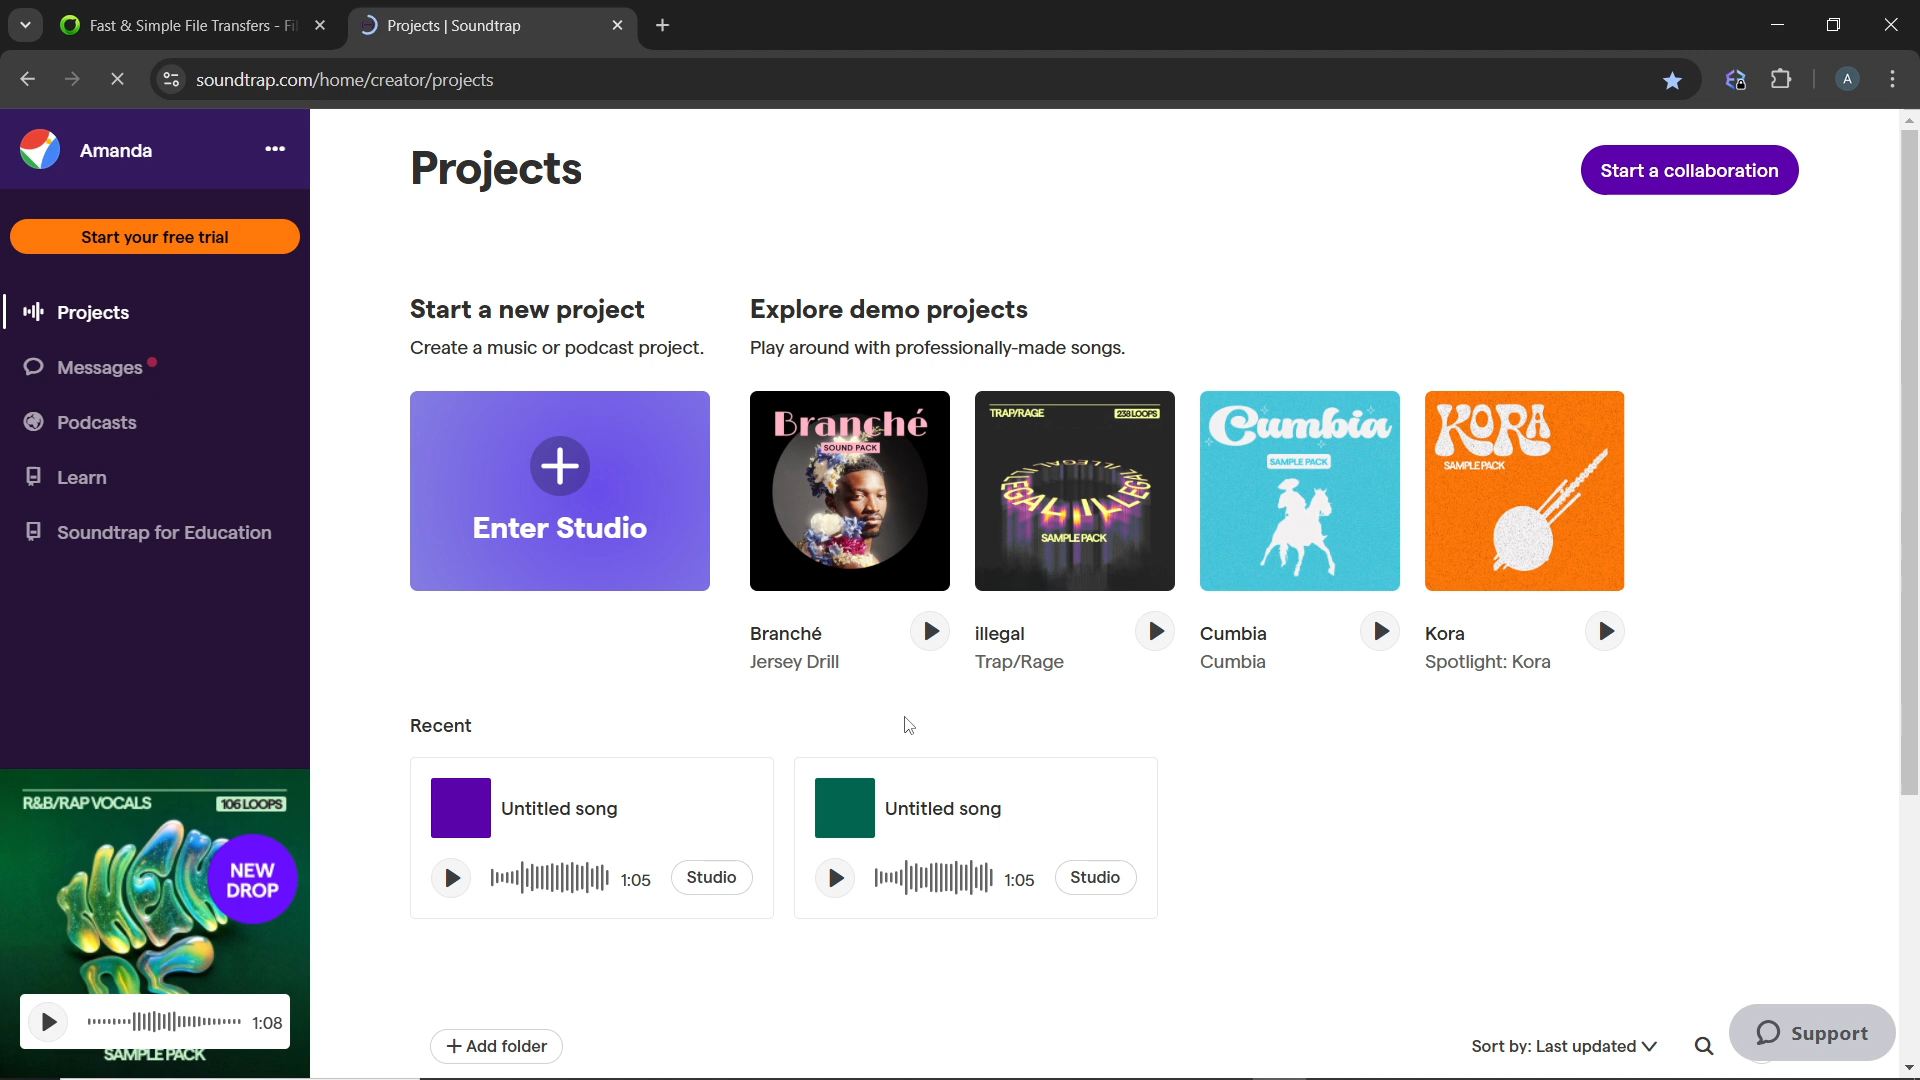 Fast & Simple File Transfers - Fi
Projects | Soundtrap
soundtrap.com/home/creator/projects
A
Amanda
Start your free trial
Projects
Messages
Podcasts
Learn
Soundtrap for Education
R&B/RAP VOCALS
106 LOOPS
NEW
DROP
1:08
SAMPLE PACK
Projects
Start a collaboration
Start a new project
Create a music or podcast project.
Enter Studio
Explore demo projects
Play around with professionally-made songs.
Branché
SOUND PACK
Branché
Jersey Drill
TRAP/RAGE
238 LOOPS
ILLEGAL ILLEGAL ILLEGAL
SAMPLE PACK
illegal
Trap/Rage
Cumbia
SAMPLE PACK
Cumbia
Cumbia
KORA
SAMPLE PACK
Kora
Spotlight: Kora
Recent
Untitled song
1:05
Studio
Untitled song
1:05
Studio
+ Add folder
Sort by: Last updated
Support